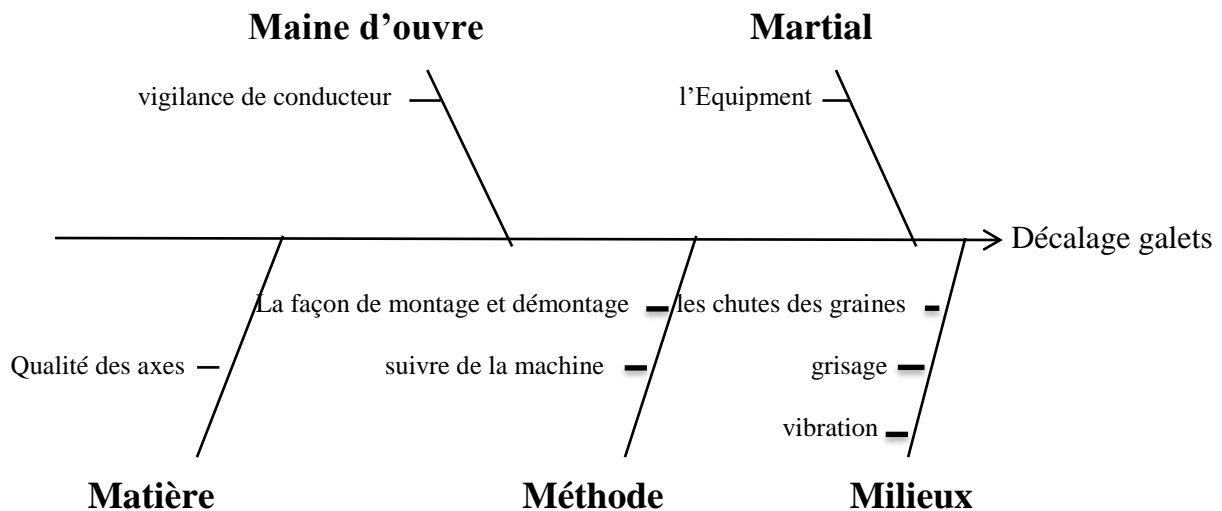 Maine d’ouvre
Martial
vigilance de conducteur
l’Equipment
Décalage galets
La façon de montage et démontage
les chutes des graines
Qualité des axes
suivre de la machine
grisage
vibration
Matière
Méthode
Milieux